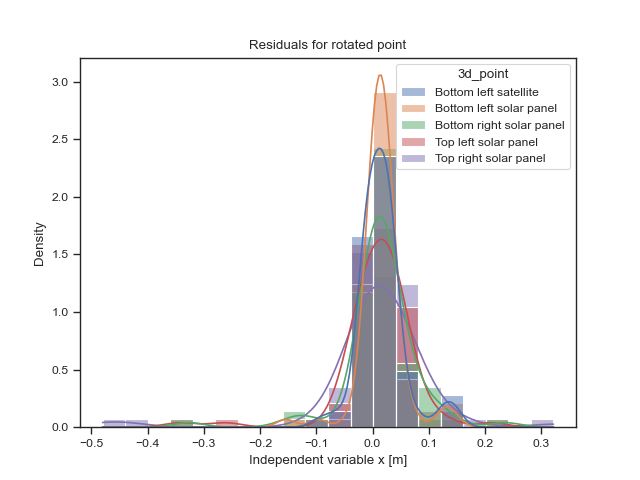 Residuals for rotated point
3d_point
Bottom left satellite
Bottom left solar panel
Bottom right solar panel
Top left solar panel
Top right solar panel
Density
3.0
2.5
2.0
1.5
1.0
0.5
0.0
−0.5 −0.4 −0.3 −0.2 −0.1 0.0 0.1 0.2 0.3
Independent variable x [m]